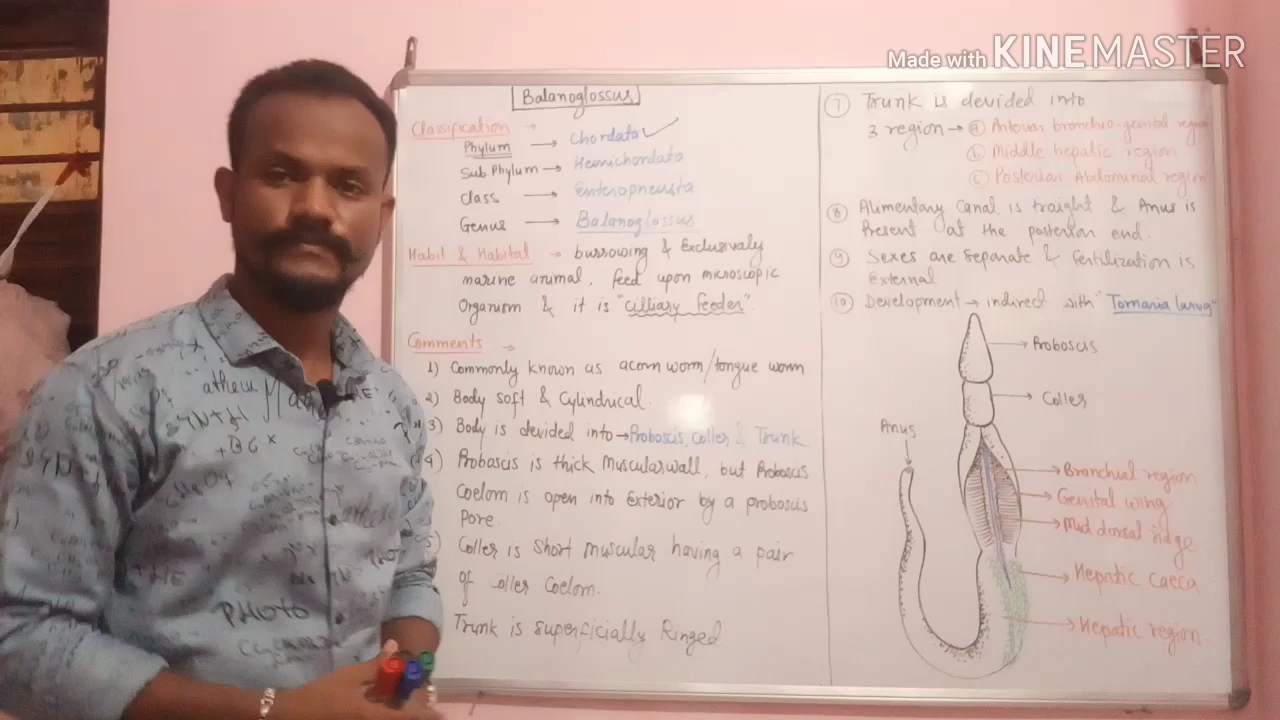 Made with KINEMASTER
Balanoglossus
Classification →
Phylum → Chordata ✓
Sub Phylum → Hemichordata
Class → Enteropneusta
Genus → Balanoglossus
Habit & Habital → burrowing & Exclusivaly
marine animal, feed upon microscopic
Organism & it is "cilliary feeder".
Comments →
1) Commonly known as acorn worm/tongue worm
2) Body soft & Cylindrical.
3) Body is devided into → Proboscis, coller & Trunk
4) Proboscis is thick Muscular wall, but Proboscis
Coelom is open into Exterior by a proboscis
Pore.
5) Coller is short muscular having a pair
of coller Coelom.
Trunk is superficially Ringed
7 Trunk is devided into
3 region → a Anterior branchio-genital region
b Middle hepatic region
c Posterior Abdominal region
8 Alimentary Canal is traight & Anus is
Present at the posterior end.
9 Sexes are separate & fertilization is
External
10 Development → indirect with "Tornaria larva"
Proboscis
Coller
Anus
Branchial region
Genital wing
Mid dorsal ridge
Hepatic caeca
Hepatic region
PHOTO